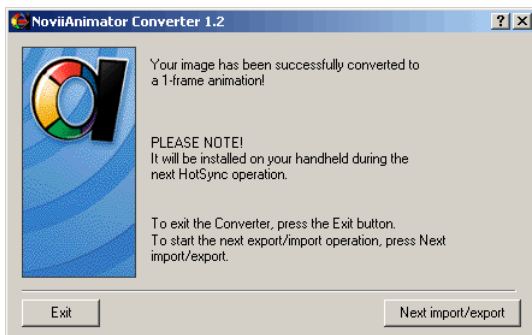 NoviiAnimator Converter 1.2
Your image has been successfully converted to
a 1-frame animation!
PLEASE NOTE!
It will be installed on your handheld during the
next HotSync operation.
To exit the Converter, press the Exit button.
To start the next export/import operation, press Next
import/export.
Exit
Next import/export